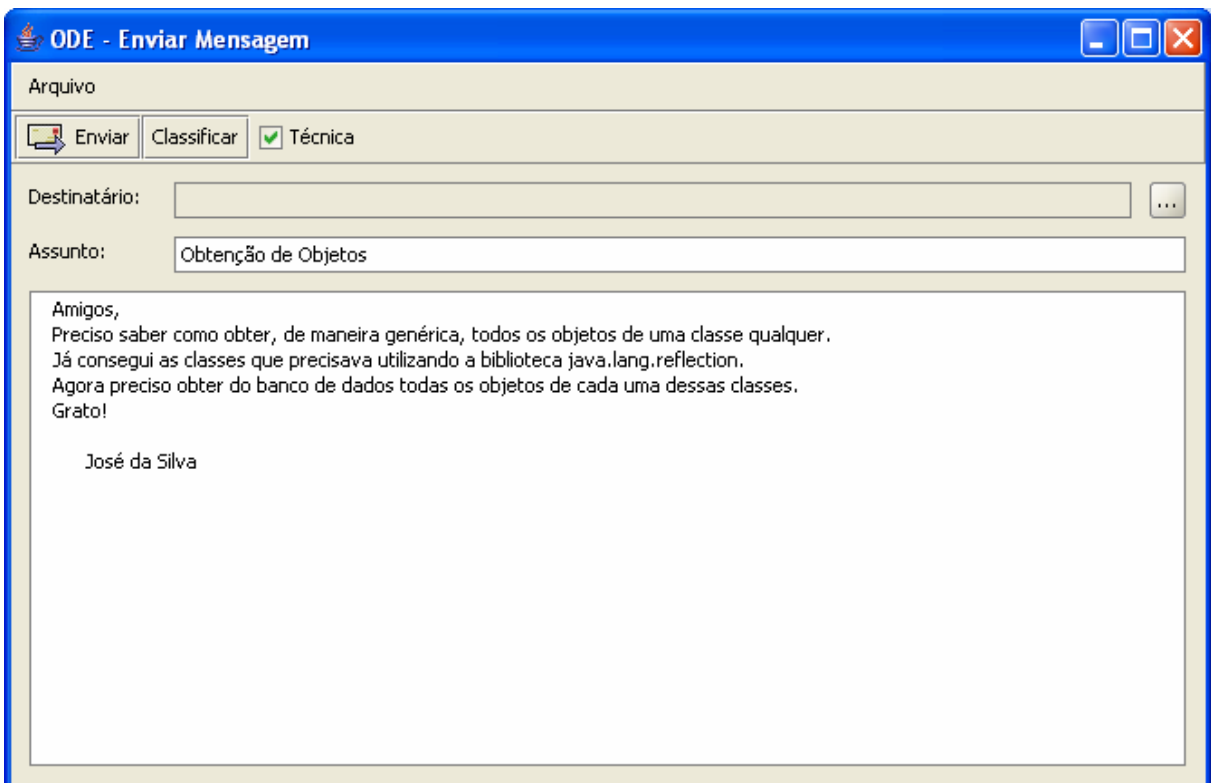 ODE - Enviar Mensagem
Arquivo
Enviar Classificar Técnica
Destinatário: ...
Assunto: Obtenção de Objetos
Amigos,
Preciso saber como obter, de maneira genérica, todos os objetos de uma classe qualquer.
Já consegui as classes que precisava utilizando a biblioteca java.lang.reflection.
Agora preciso obter do banco de dados todas os objetos de cada uma dessas classes.
Grato!
José da Silva